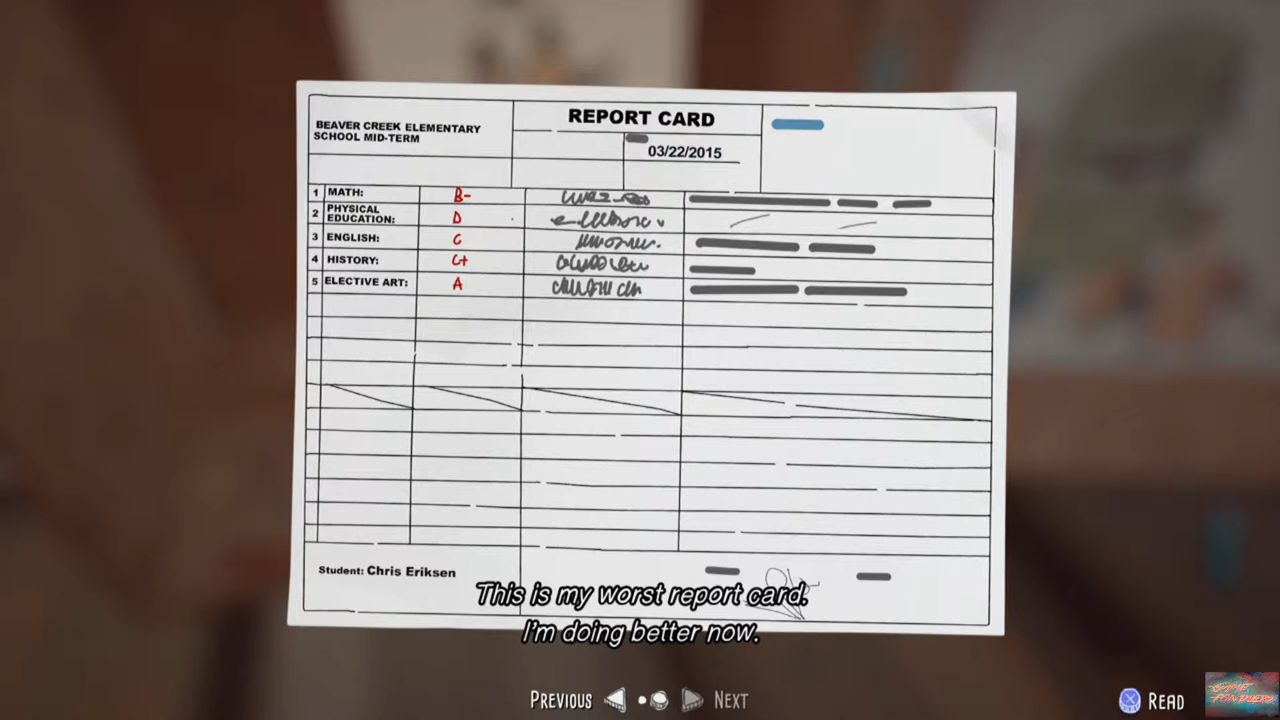 BEAVER CREEK ELEMENTARY
SCHOOL MID-TERM
REPORT CARD
03/22/2015
1 MATH: B-
2 PHYSICAL EDUCATION: D
3 ENGLISH: C
4 HISTORY: C+
5 ELECTIVE ART: A
Student: Chris Eriksen
This is my worst report card.
I'm doing better now.
PREVIOUS NEXT
READ